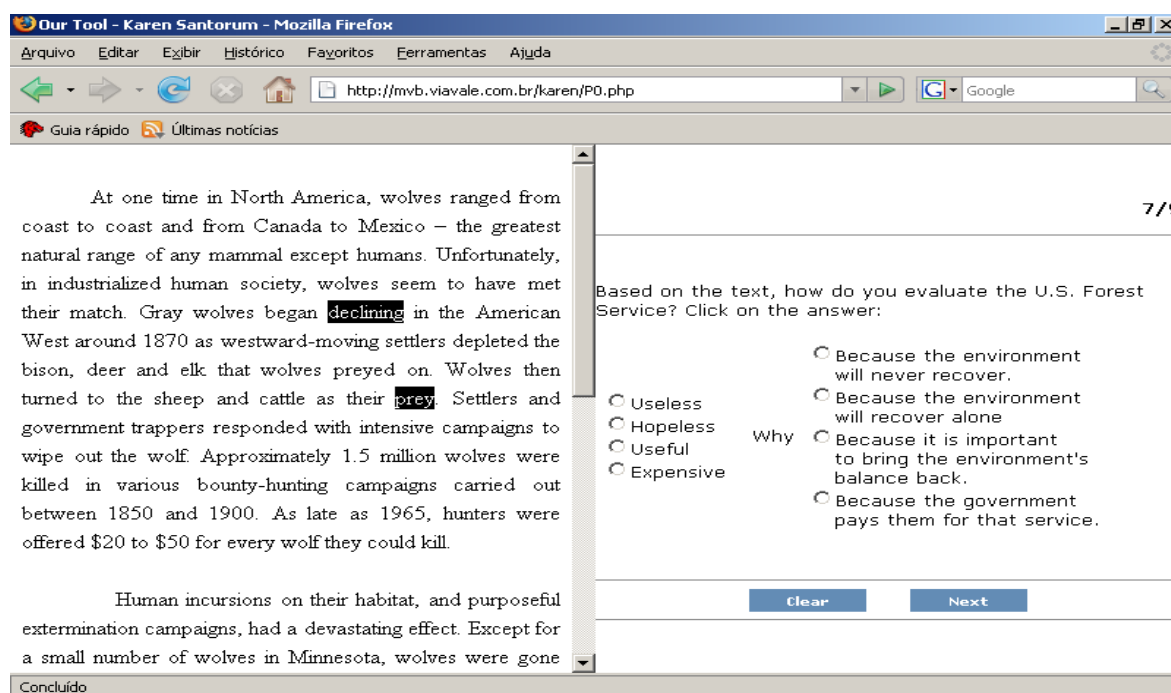 Our Tool - Karen Santorum - Mozilla Firefox
Arquivo Editar Exibir Histórico Favoritos Ferramentas Ajuda
http://mvb.viavale.com.br/karen/P0.php
G Google
Guia rápido Últimas notícias
At one time in North America, wolves ranged from
coast to coast and from Canada to Mexico – the greatest
natural range of any mammal except humans. Unfortunately,
in industrialized human society, wolves seem to have met
their match. Gray wolves began declining in the American
West around 1870 as westward-moving settlers depleted the
bison, deer and elk that wolves preyed on. Wolves then
turned to the sheep and cattle as their prey. Settlers and
government trappers responded with intensive campaigns to
wipe out the wolf. Approximately 1.5 million wolves were
killed in various bounty-hunting campaigns carried out
between 1850 and 1900. As late as 1965, hunters were
offered $20 to $50 for every wolf they could kill.
Human incursions on their habitat, and purposeful
extermination campaigns, had a devastating effect. Except for
a small number of wolves in Minnesota, wolves were gone
7/9
Based on the text, how do you evaluate the U.S. Forest
Service? Click on the answer:
Useless
Hopeless
Useful
Expensive
Why
Because the environment
will never recover.
Because the environment
will recover alone
Because it is important
to bring the environment's
balance back.
Because the government
pays them for that service.
Clear Next
Concluído